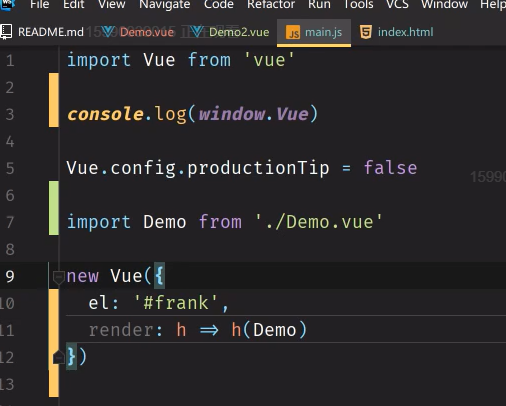 WS File Edit View Navigate Code Refactor Run Tools VCS Window Help
README.md Demo.vue Demo2.vue JS main.js 5 index.html
1 import Vue from 'vue'
2
3 console.log(window.Vue)
4
5 Vue.config.productionTip = false
6
7 import Demo from './Demo.vue'
8
9 new Vue({
10 el: '#frank',
11 render: h ⇒ h(Demo)
12 })
13